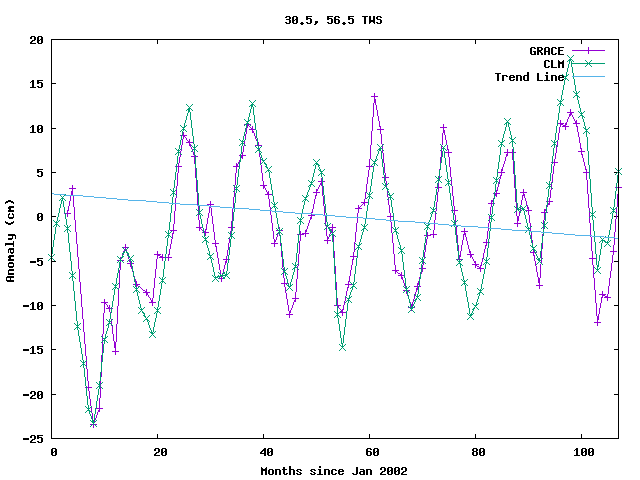 30.5, 56.5 TWS
GRACE
CLM
Trend Line
20
15
10
5
0
-5
-10
-15
-20
-25
Anomaly (cm)
0 20 40 60 80 100
Months since Jan 2002